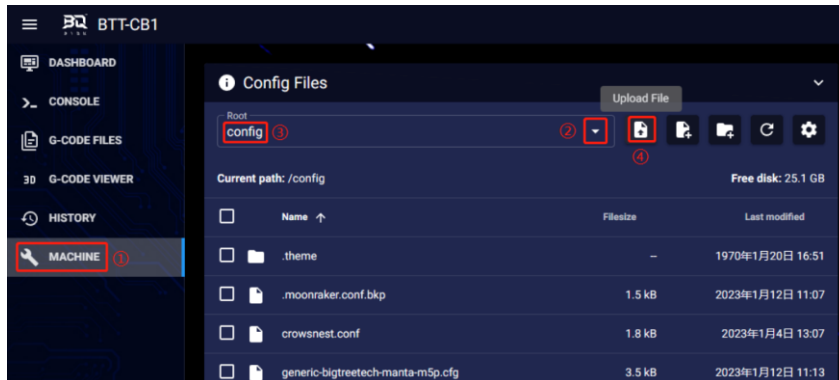 BTT-CB1
DASHBOARD
CONSOLE
G-CODE FILES
3D G-CODE VIEWER
HISTORY
MACHINE ①
Config Files
Upload File
Root
config ③ ②
④
Current path: /config Free disk: 25.1 GB
Name Filesize Last modified
.theme – 1970年1月20日 16:51
.moonraker.conf.bkp 1.5 kB 2023年1月12日 11:07
crowsnest.conf 1.8 kB 2023年1月4日 13:07
generic-bigtreetech-manta-m5p.cfg 3.5 kB 2023年1月12日 11:13